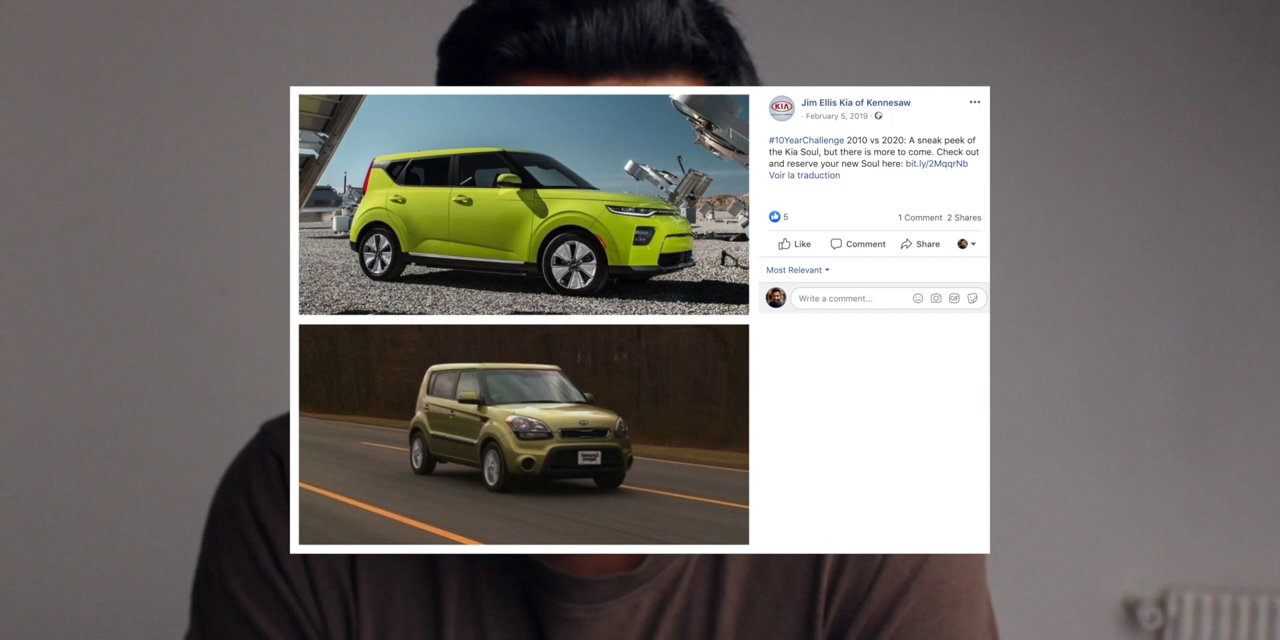 KIA
Jim Ellis Kia of Kennesaw
· February 5, 2019 ·
#10YearChallenge 2010 vs 2020: A sneak peek of
the Kia Soul, but there is more to come. Check out
and reserve your new Soul here: bit.ly/2MqqrNb
Voir la traduction
5
1 Comment 2 Shares
Like Comment Share
Most Relevant
Write a comment...
GIF